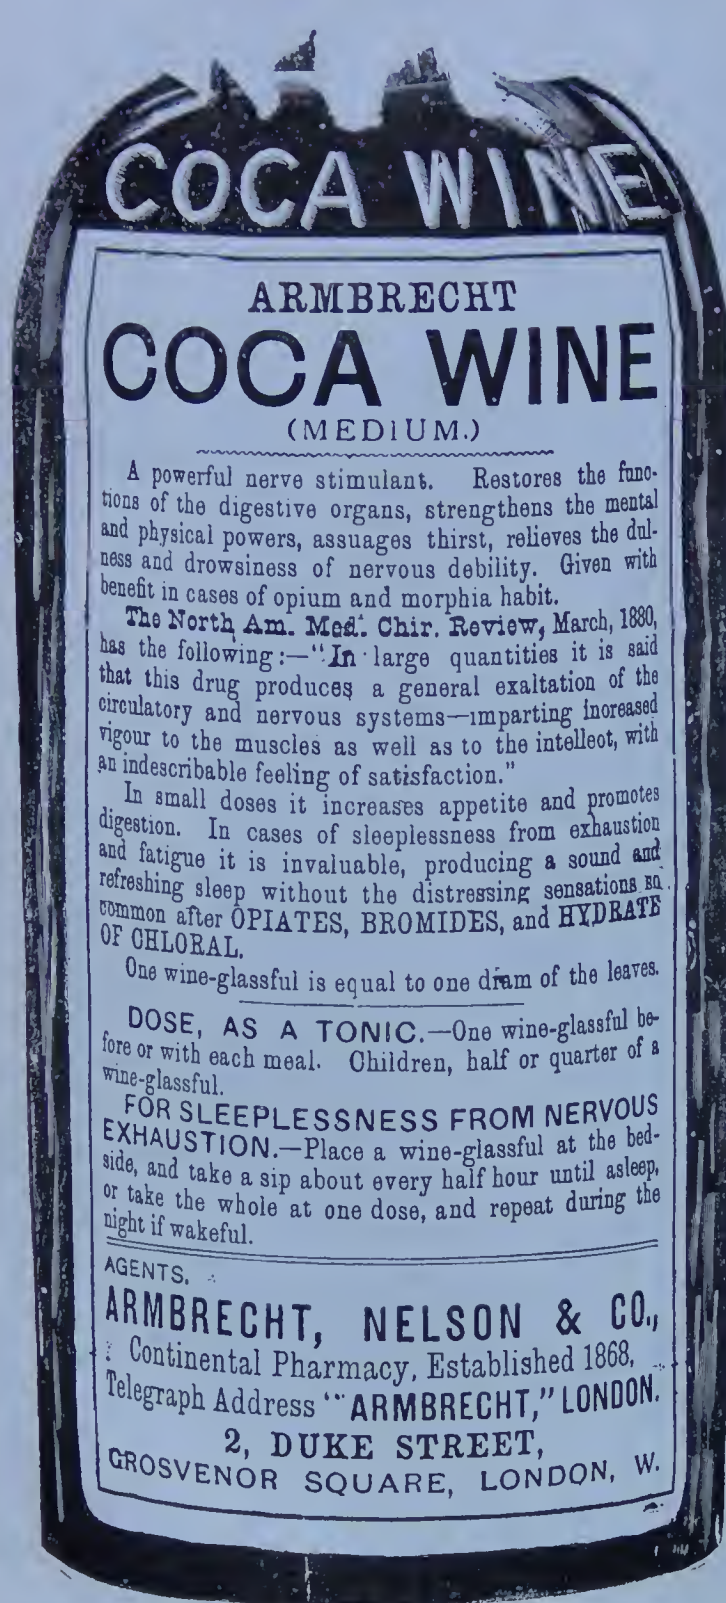 COCA WINE
ARMBRECHT
COCA WINE
(MEDIUM.)
A powerful nerve stimulant. Restores the func-
tions of the digestive organs, strengthens the mental
and physical powers, assuages thirst, relieves the dul-
ness and drowsiness of nervous debility. Given with
benefit in cases of opium and morphia habit.
The North Am. Med. Chir. Review, March, 1880,
has the following:—"In large quantities it is said
that this drug produces a general exaltation of the
circulatory and nervous systems—imparting increased
vigour to the muscles as well as to the intellect, with
an indescribable feeling of satisfaction."
In small doses it increases appetite and promotes
digestion. In cases of sleeplessness from exhaustion
and fatigue it is invaluable, producing a sound and
refreshing sleep without the distressing sensations so
common after OPIATES, BROMIDES, and HYDRATE
OF CHLORAL.
One wine-glassful is equal to one dram of the leaves.
DOSE, AS A TONIC.—One wine-glassful be-
fore or with each meal. Children, half or quarter of a
wine-glassful.
FOR SLEEPLESSNESS FROM NERVOUS
EXHAUSTION.—Place a wine-glassful at the bed-
side, and take a sip about every half hour until asleep,
or take the whole at one dose, and repeat during the
night if wakeful.
AGENTS,
ARMBRECHT, NELSON & CO.,
Continental Pharmacy, Established 1868,
Telegraph Address "ARMBRECHT," LONDON.
2, DUKE STREET,
GROSVENOR SQUARE, LONDON, W.